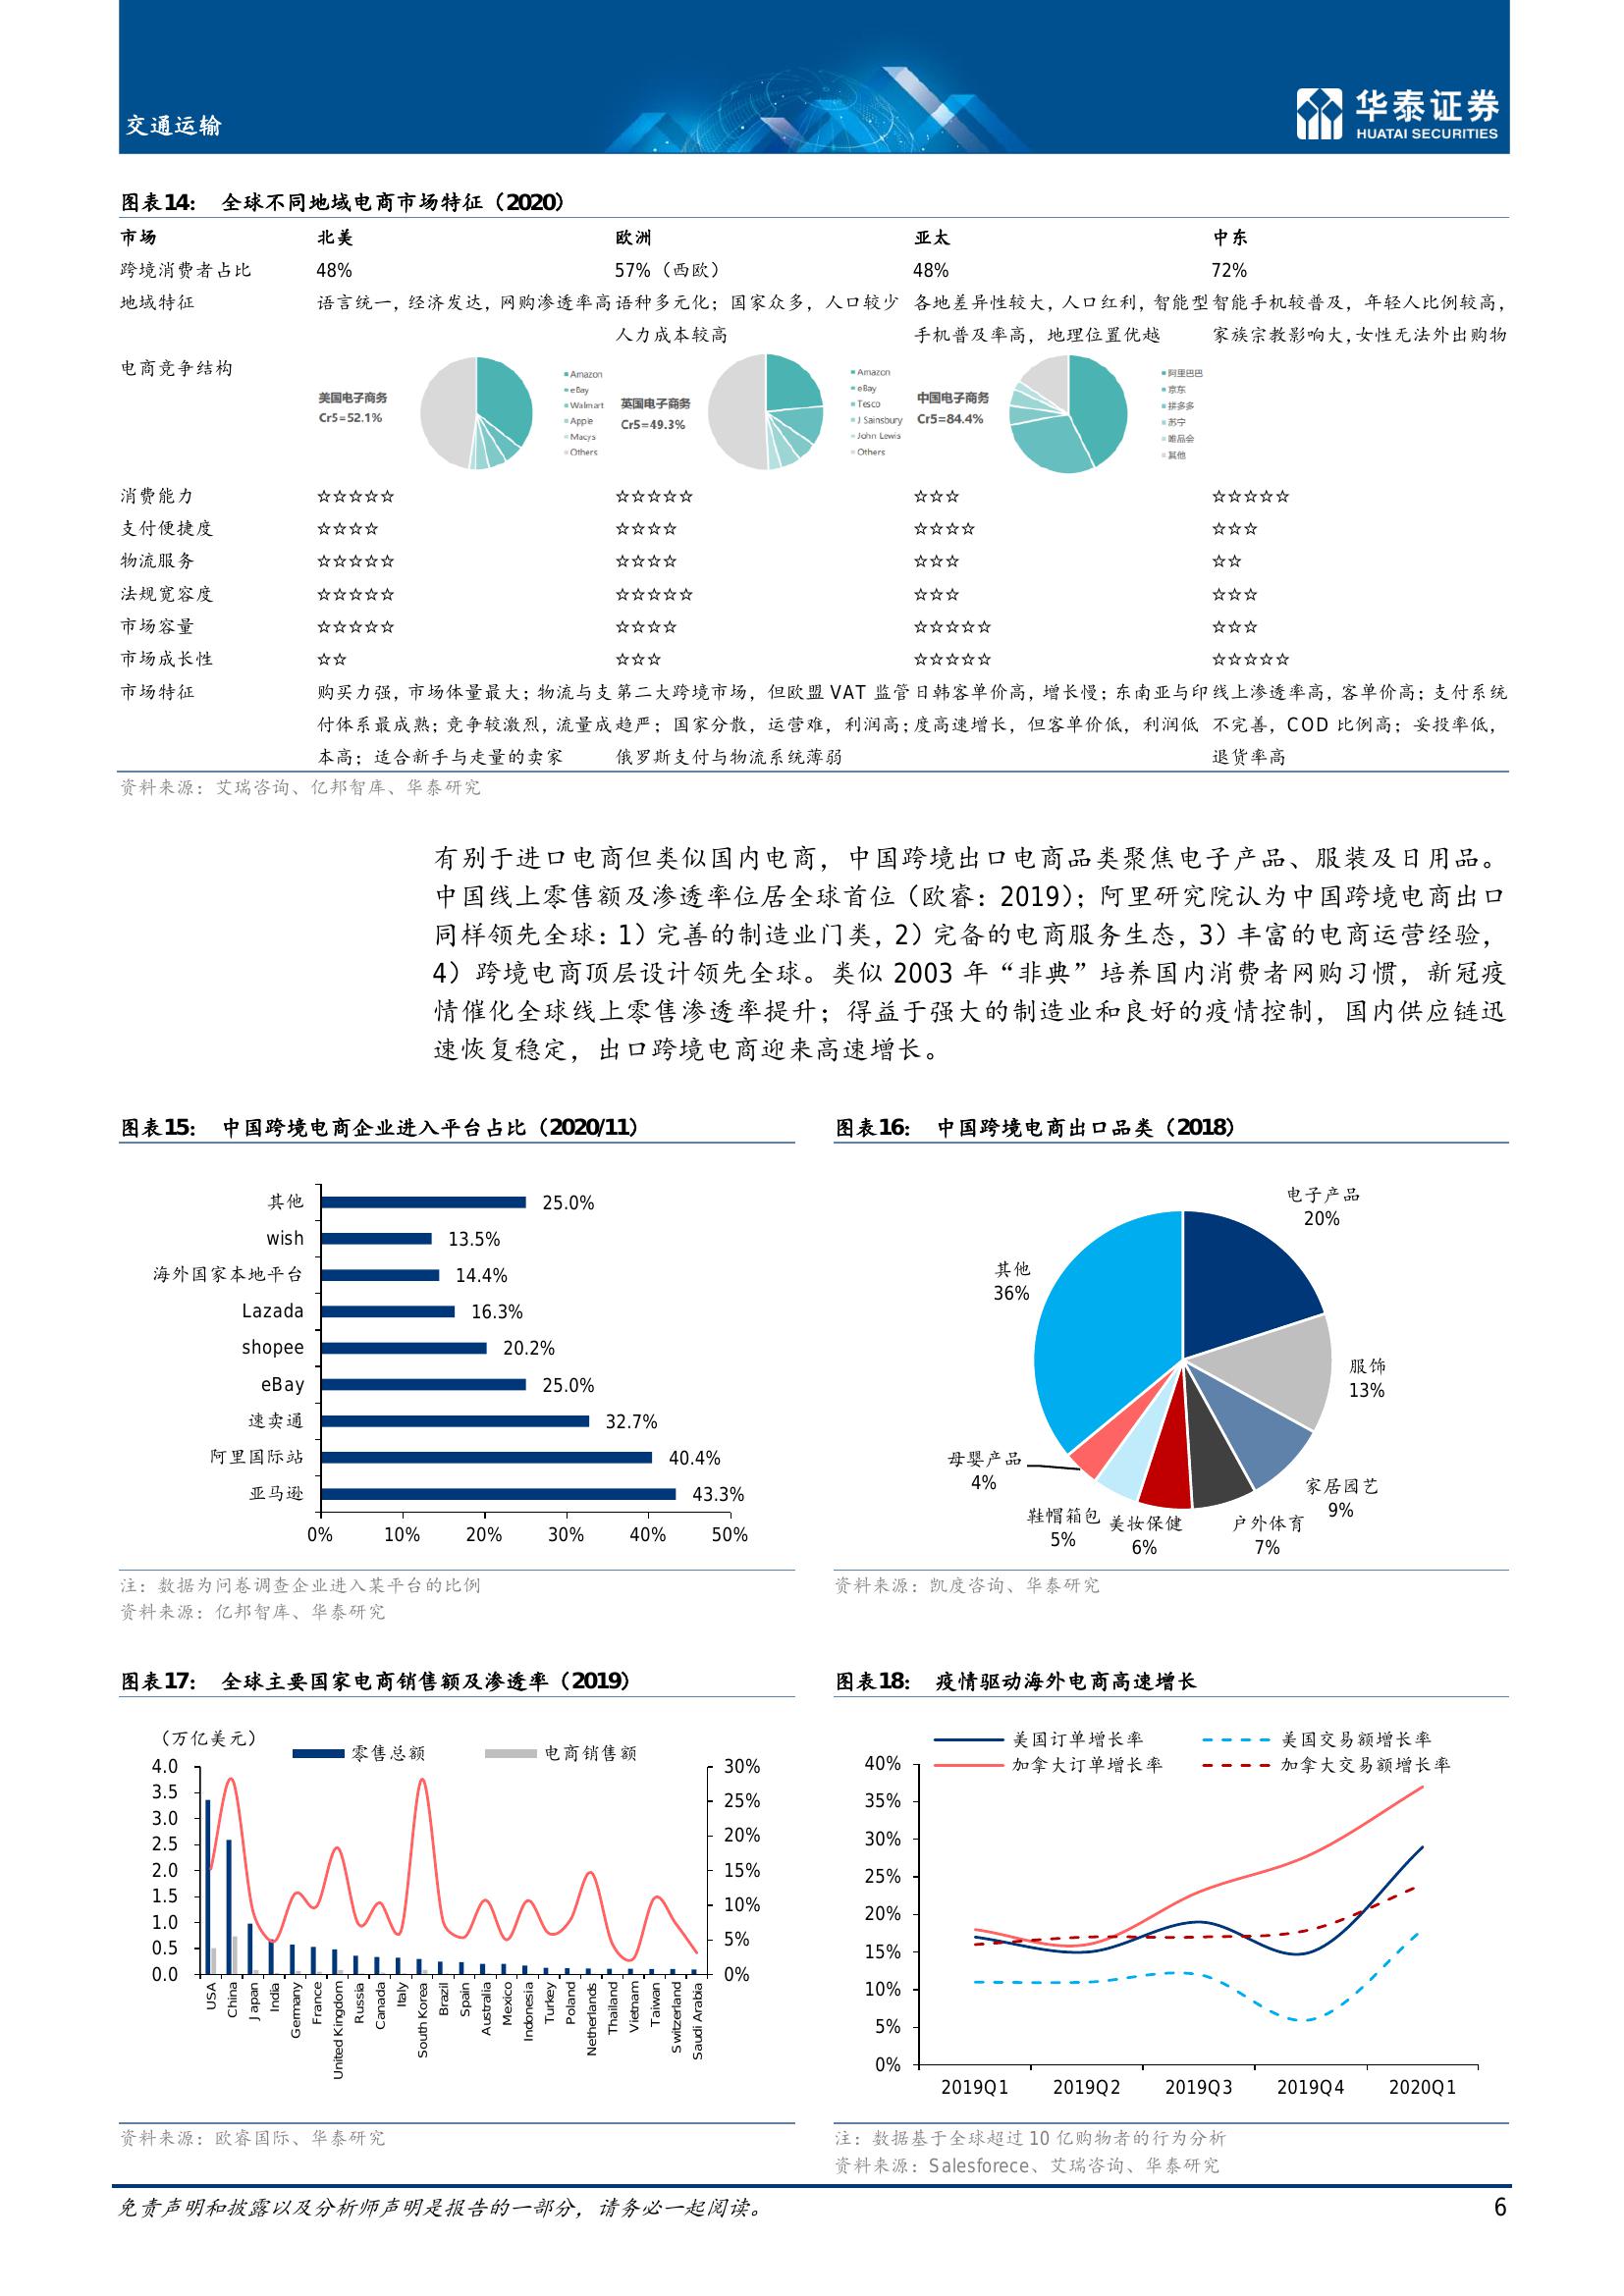 交通运输
华泰证券
HUATAI SECURITIES
图表14: 全球不同地域电商市场特征（2020）
市场 北美 欧洲 亚太 中东
跨境消费者占比 48% 57%（西欧） 48% 72%
地域特征 语言统一，经济发达，网购渗透率高 语种多元化；国家众多，人口较少 各地差异性较大，人口红利，智能型 智能手机较普及，年轻人比例较高，
人力成本较高 手机普及率高，地理位置优越 家族宗教影响大，女性无法外出购物
电商竞争结构
美国电子商务
Cr5=52.1%
Amazon
eBay
Walmart
Apple
Macys
Others
英国电子商务
Cr5=49.3%
Amazon
eBay
Tesco
J Sainsbury
John Lewis
Others
中国电子商务
Cr5=84.4%
阿里巴巴
京东
拼多多
苏宁
唯品会
其他
消费能力 ☆☆☆☆☆ ☆☆☆☆☆ ☆☆☆ ☆☆☆☆☆
支付便捷度 ☆☆☆☆ ☆☆☆☆ ☆☆☆☆ ☆☆☆
物流服务 ☆☆☆☆☆ ☆☆☆☆ ☆☆☆ ☆☆
法规宽容度 ☆☆☆☆☆ ☆☆☆☆☆ ☆☆☆ ☆☆☆
市场容量 ☆☆☆☆☆ ☆☆☆☆ ☆☆☆☆☆ ☆☆☆
市场成长性 ☆☆ ☆☆☆ ☆☆☆☆☆ ☆☆☆☆☆
市场特征 购买力强，市场体量最大；物流与支 第二大跨境市场，但欧盟 VAT 监管 日韩客单价高，增长慢；东南亚与印 线上渗透率高，客单价高；支付系统
付体系最成熟；竞争较激烈，流量成 趋严；国家分散，运营难，利润高； 度高速增长，但客单价低，利润低 不完善，COD 比例高；妥投率低，
本高；适合新手与走量的卖家 俄罗斯支付与物流系统薄弱 退货率高
资料来源：艾瑞咨询、亿邦智库、华泰研究
有别于进口电商但类似国内电商，中国跨境出口电商品类聚焦电子产品、服装及日用品。
中国线上零售额及渗透率位居全球首位（欧睿：2019）；阿里研究院认为中国跨境电商出口
同样领先全球：1）完善的制造业门类，2）完备的电商服务生态，3）丰富的电商运营经验，
4）跨境电商顶层设计领先全球。类似 2003 年“非典”培养国内消费者网购习惯，新冠疫
情催化全球线上零售渗透率提升；得益于强大的制造业和良好的疫情控制，国内供应链迅
速恢复稳定，出口跨境电商迎来高速增长。
图表15: 中国跨境电商企业进入平台占比（2020/11）
其他 25.0%
wish 13.5%
海外国家本地平台 14.4%
Lazada 16.3%
shopee 20.2%
eBay 25.0%
速卖通 32.7%
阿里国际站 40.4%
亚马逊 43.3%
0% 10% 20% 30% 40% 50%
注：数据为问卷调查企业进入某平台的比例
资料来源：亿邦智库、华泰研究
图表16: 中国跨境电商出口品类（2018）
电子产品
20%
服饰
13%
家居园艺
9%
户外体育
7%
美妆保健
6%
鞋帽箱包
5%
母婴产品
4%
其他
36%
资料来源：凯度咨询、华泰研究
图表17: 全球主要国家电商销售额及渗透率（2019）
（万亿美元）
零售总额 电商销售额
4.0 30%
3.5 25%
3.0 20%
2.5 15%
2.0 10%
1.5 5%
1.0 0%
0.5
0.0
USA
China
Japan
India
Germany
France
United Kingdom
Russia
Canada
Italy
South Korea
Brazil
Spain
Australia
Mexico
Indonesia
Turkey
Poland
Netherlands
Thailand
Vietnam
Taiwan
Switzerland
Saudi Arabia
资料来源：欧睿国际、华泰研究
图表18: 疫情驱动海外电商高速增长
美国订单增长率 美国交易额增长率
加拿大订单增长率 加拿大交易额增长率
40%
35%
30%
25%
20%
15%
10%
5%
0%
2019Q1 2019Q2 2019Q3 2019Q4 2020Q1
注：数据基于全球超过 10 亿购物者的行为分析
资料来源：Salesforece、艾瑞咨询、华泰研究
免责声明和披露以及分析师声明是报告的一部分，请务必一起阅读。 6